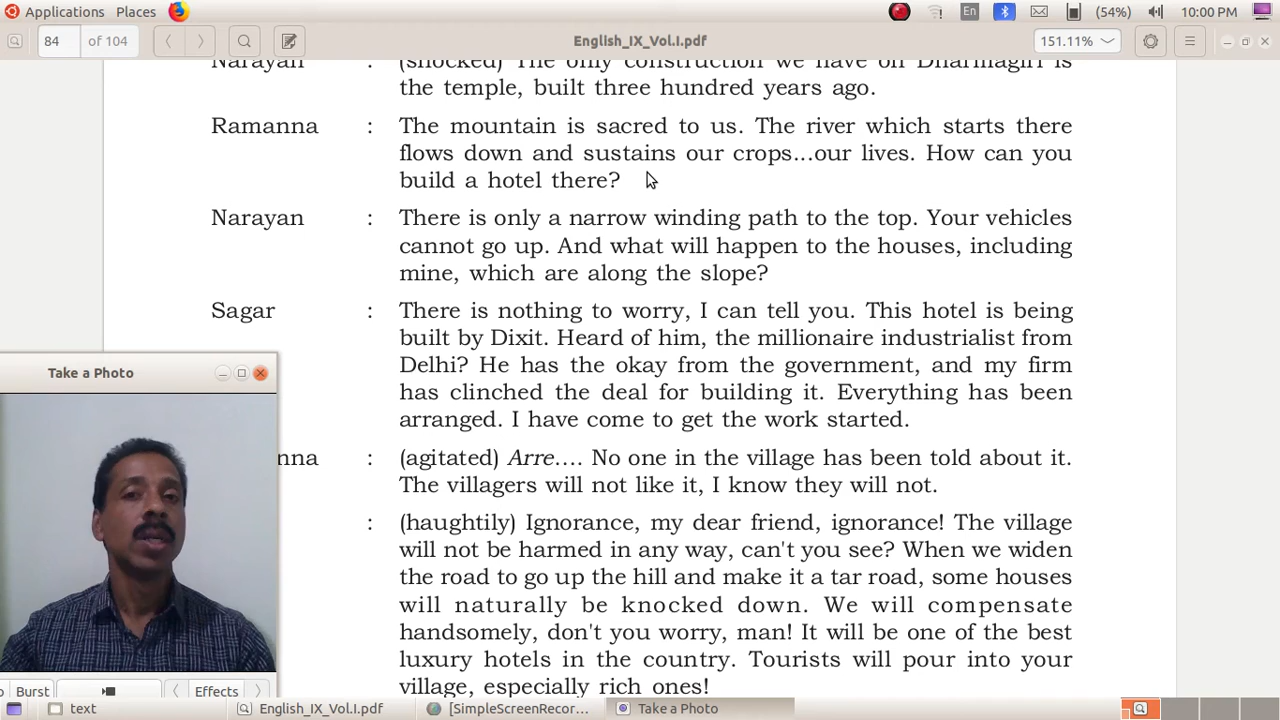 Applications Places En (54%) 10:00 PM
84 of 104 English_IX_Vol.I.pdf 151.11%
Narayan : (shocked) The only construction we have on Dharmagiri is
the temple, built three hundred years ago.
Ramanna : The mountain is sacred to us. The river which starts there
flows down and sustains our crops...our lives. How can you
build a hotel there?
Narayan : There is only a narrow winding path to the top. Your vehicles
cannot go up. And what will happen to the houses, including
mine, which are along the slope?
Sagar : There is nothing to worry, I can tell you. This hotel is being
built by Dixit. Heard of him, the millionaire industrialist from
Delhi? He has the okay from the government, and my firm
has clinched the deal for building it. Everything has been
arranged. I have come to get the work started.
nna : (agitated) Arre.... No one in the village has been told about it.
The villagers will not like it, I know they will not.
: (haughtily) Ignorance, my dear friend, ignorance! The village
will not be harmed in any way, can't you see? When we widen
the road to go up the hill and make it a tar road, some houses
will naturally be knocked down. We will compensate
handsomely, don't you worry, man! It will be one of the best
luxury hotels in the country. Tourists will pour into your
village, especially rich ones!
Take a Photo
Burst Effects
text English_IX_Vol.I.pdf [SimpleScreenRecor... Take a Photo